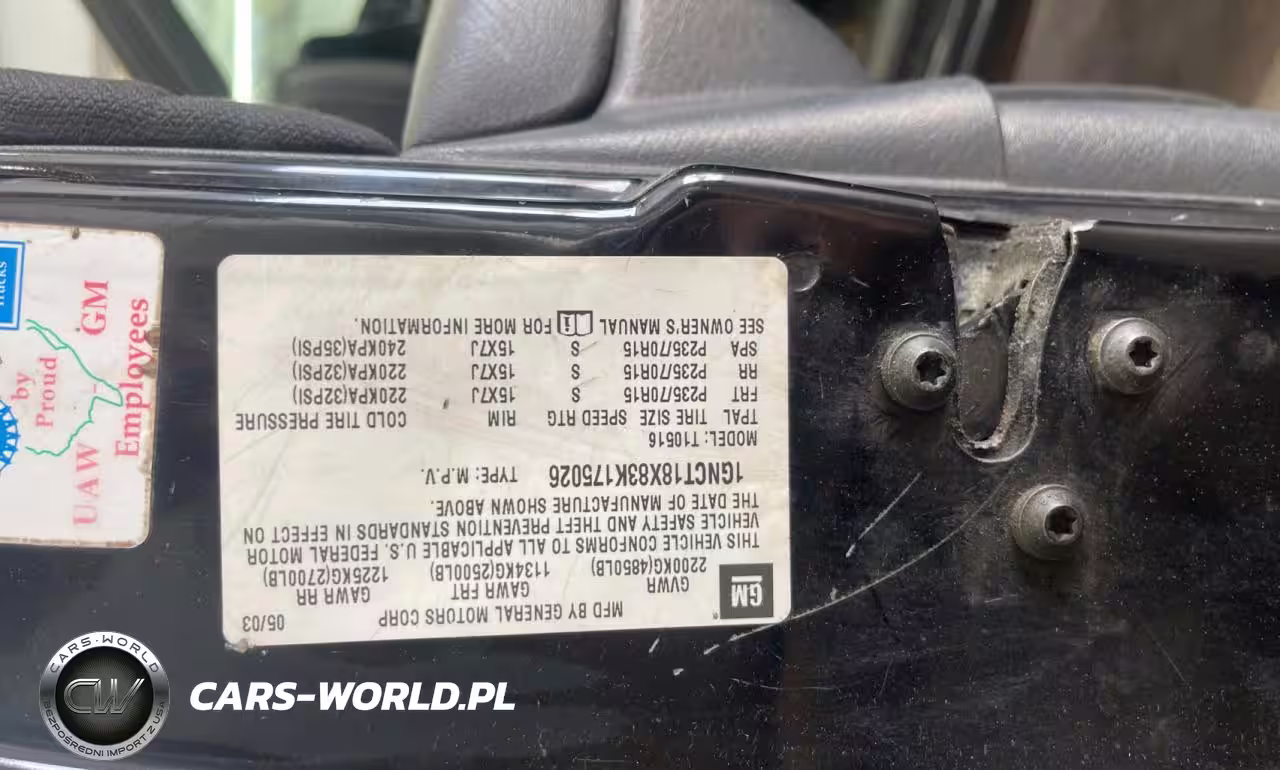 GM
MFD BY GENERAL MOTORS CORP 05/03
GVWR GAWR FRT GAWR RR
2200KG(4850LB) 1134KG(2500LB) 1225KG(2700LB)
THIS VEHICLE CONFORMS TO ALL APPLICABLE U.S. FEDERAL MOTOR
VEHICLE SAFETY AND THEFT PREVENTION STANDARDS IN EFFECT ON
THE DATE OF MANUFACTURE SHOWN ABOVE.
1GNCT18X83K175026 TYPE: M.P.V.
MODEL: T10516
TPAL TIRE SIZE SPEED RTG RIM COLD TIRE PRESSURE
FRT P235/70R15 S 15X7J 220KPA(32PSI)
RR P235/70R15 S 15X7J 220KPA(32PSI)
SPA P235/70R15 S 15X7J 240KPA(35PSI)
SEE OWNER'S MANUAL FOR MORE INFORMATION.
Trucks
by
Proud
UAW - GM
Employees
CARS-WORLD
CW
BEZPOŚREDNI IMPORT Z USA
CARS-WORLD.PL